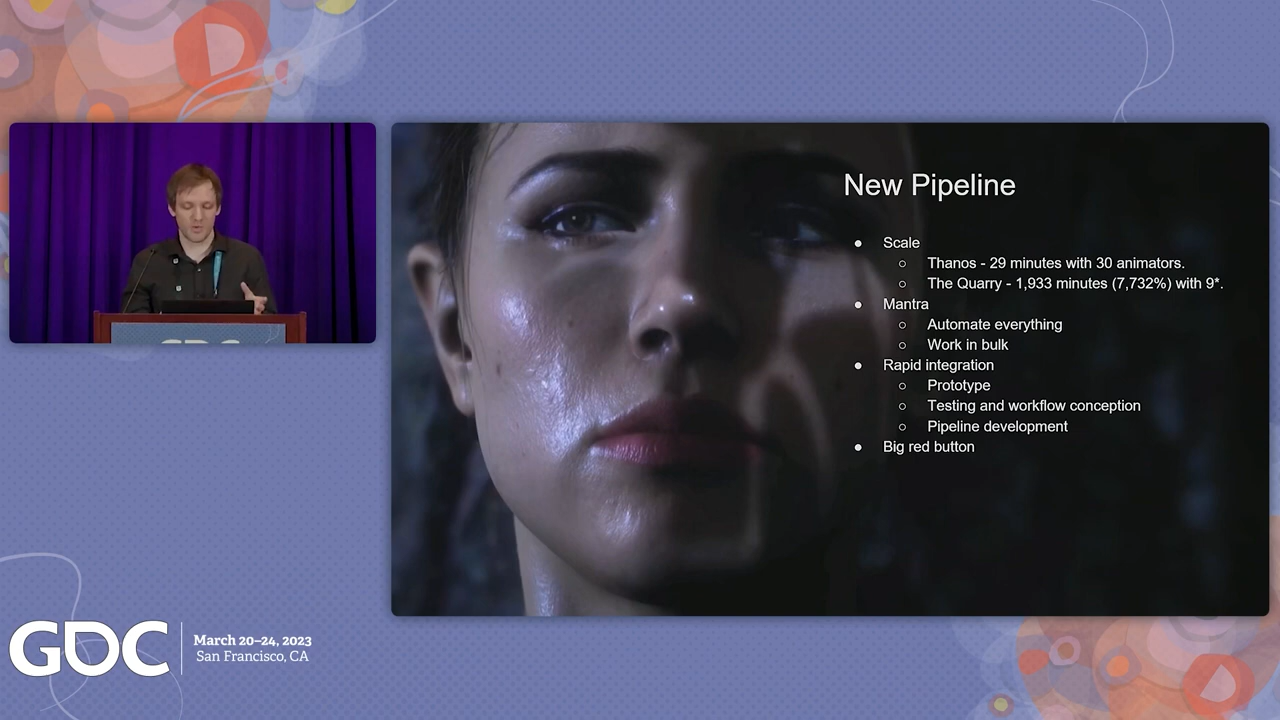 New Pipeline
Scale
Thanos - 29 minutes with 30 animators.
The Quarry - 1,933 minutes (7,732%) with 9*.
Mantra
Automate everything
Work in bulk
Rapid integration
Prototype
Testing and workflow conception
Pipeline development
Big red button
GDC
GDC
March 20–24, 2023
San Francisco, CA